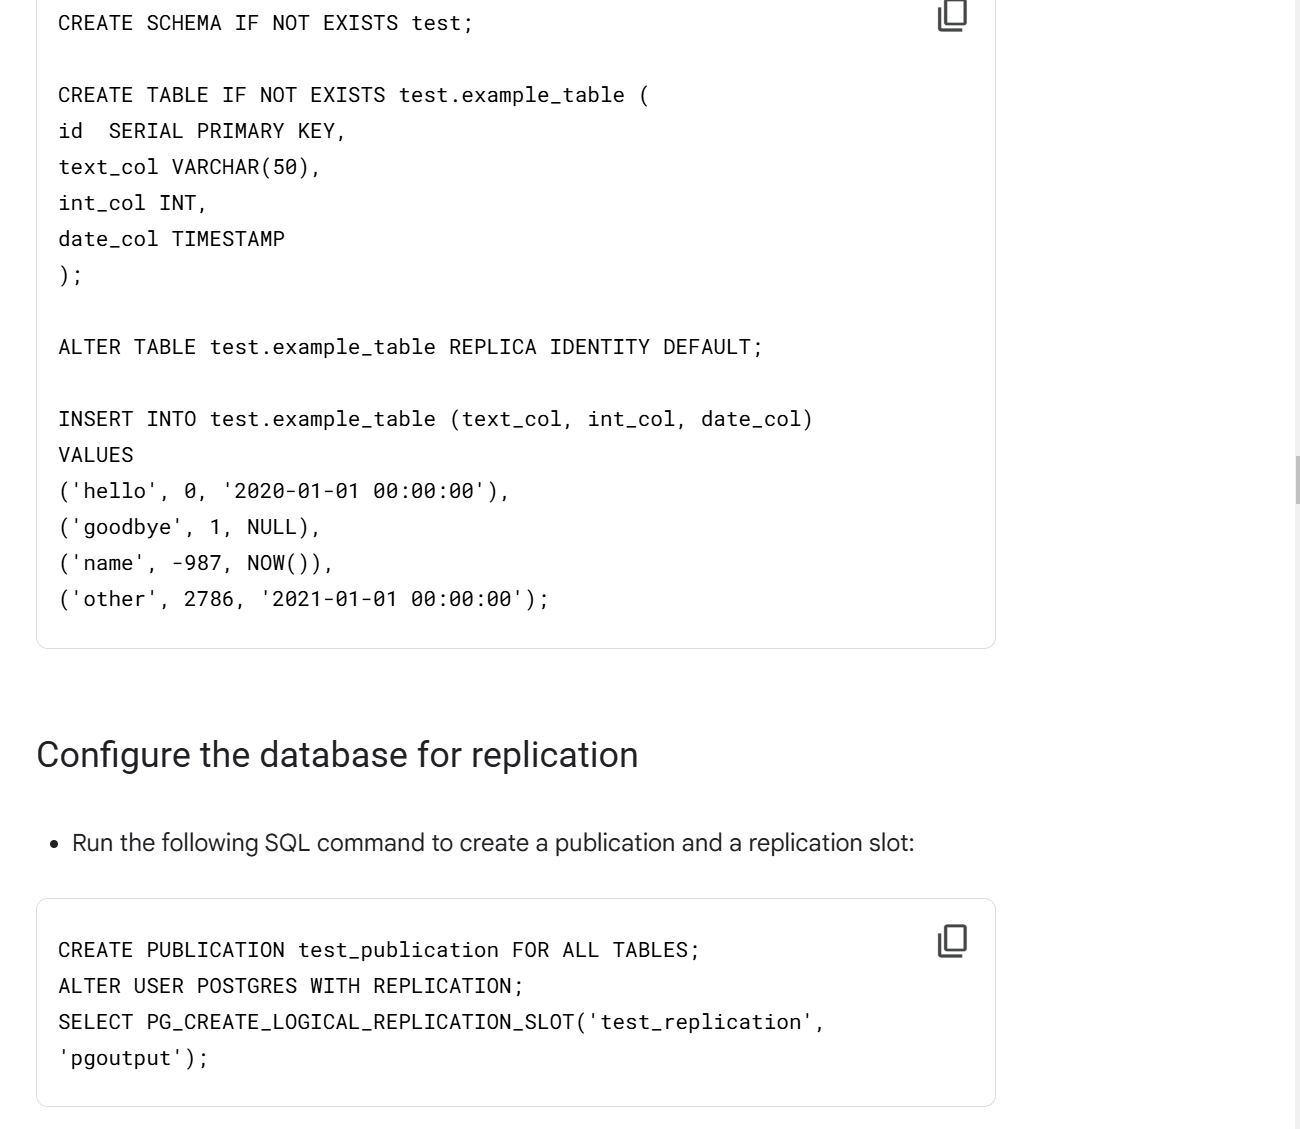 CREATE SCHEMA IF NOT EXISTS test;
CREATE TABLE IF NOT EXISTS test.example_table (
id  SERIAL PRIMARY KEY,
text_col VARCHAR(50),
int_col INT,
date_col TIMESTAMP
);
ALTER TABLE test.example_table REPLICA IDENTITY DEFAULT;
INSERT INTO test.example_table (text_col, int_col, date_col)
VALUES
('hello', 0, '2020-01-01 00:00:00'),
('goodbye', 1, NULL),
('name', -987, NOW()),
('other', 2786, '2021-01-01 00:00:00');
Configure the database for replication
• Run the following SQL command to create a publication and a replication slot:
CREATE PUBLICATION test_publication FOR ALL TABLES;
ALTER USER POSTGRES WITH REPLICATION;
SELECT PG_CREATE_LOGICAL_REPLICATION_SLOT('test_replication',
'pgoutput');